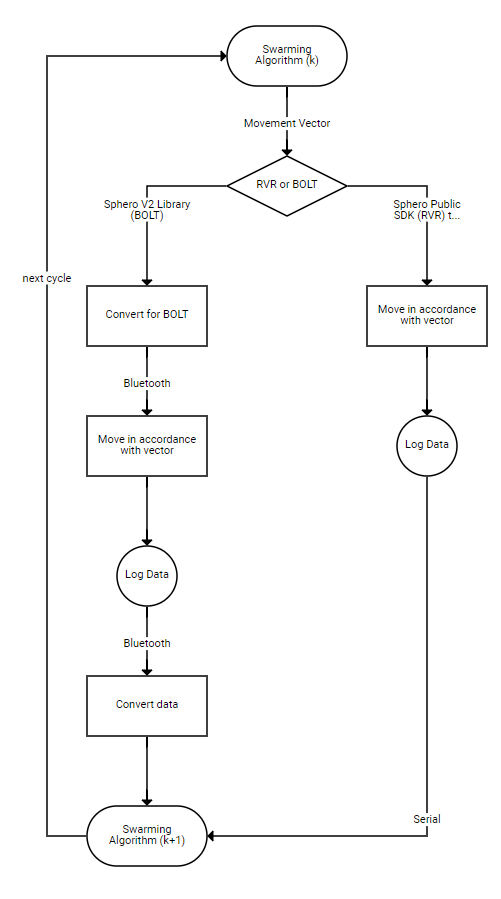 Swarming
Algorithm (k)
Movement Vector
RVR or BOLT
Sphero V2 Library
(BOLT)
Sphero Public
SDK (RVR) t...
next cycle
Convert for BOLT
Move in accordance
with vector
Bluetooth
Move in accordance
with vector
Log Data
Log Data
Bluetooth
Convert data
Serial
Swarming
Algorithm (k+1)